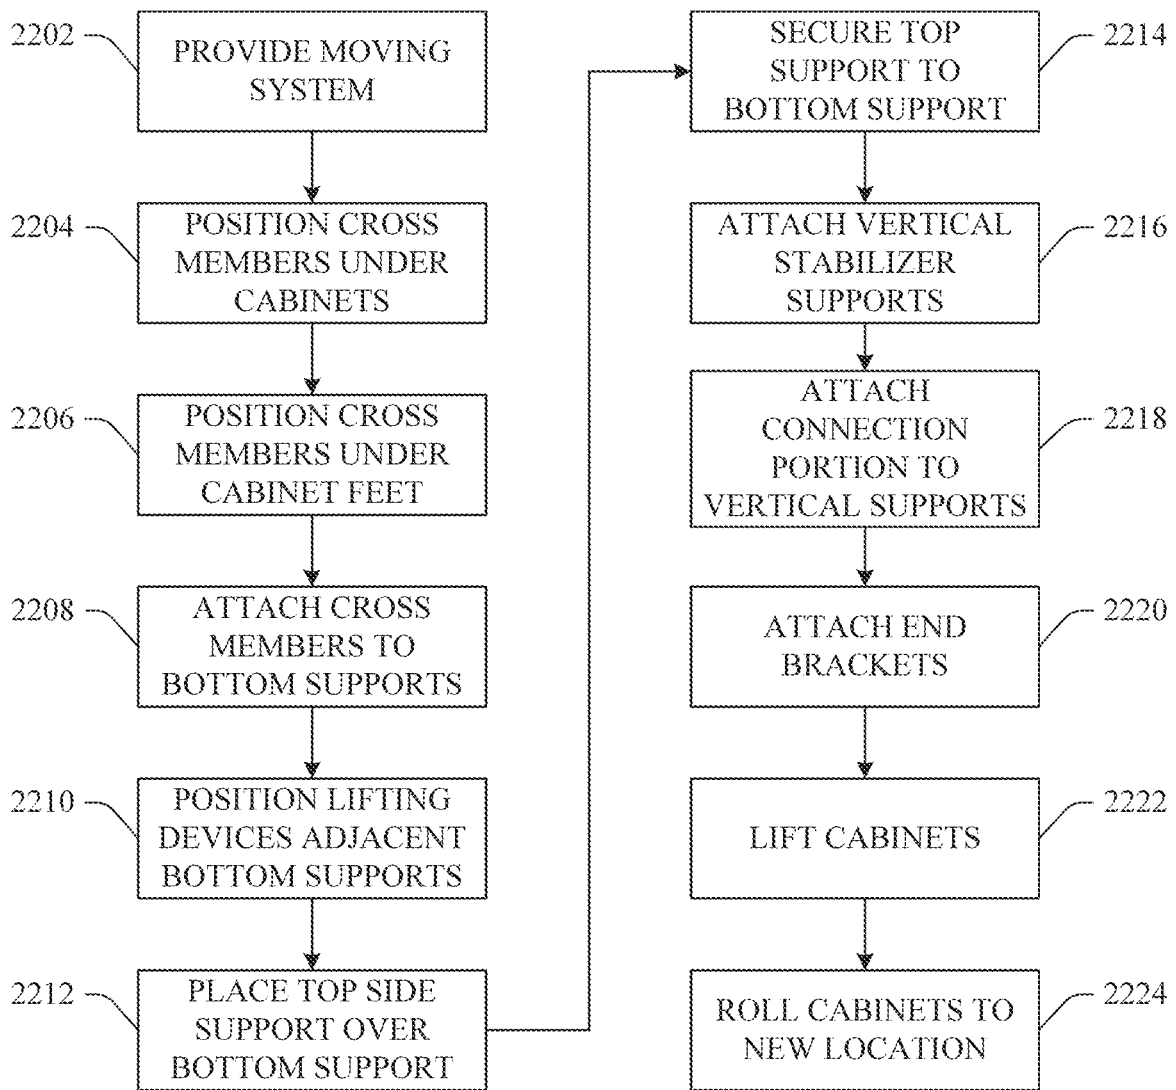 2202
PROVIDE MOVING
SYSTEM
2204
POSITION CROSS
MEMBERS UNDER
CABINETS
2206
POSITION CROSS
MEMBERS UNDER
CABINET FEET
2208
ATTACH CROSS
MEMBERS TO
BOTTOM SUPPORTS
2210
POSITION LIFTING
DEVICES ADJACENT
BOTTOM SUPPORTS
2212
PLACE TOP SIDE
SUPPORT OVER
BOTTOM SUPPORT
SECURE TOP
SUPPORT TO
BOTTOM SUPPORT
2214
ATTACH VERTICAL
STABILIZER
SUPPORTS
2216
ATTACH
CONNECTION
PORTION TO
VERTICAL SUPPORTS
2218
ATTACH END
BRACKETS
2220
LIFT CABINETS
2222
ROLL CABINETS TO
NEW LOCATION
2224